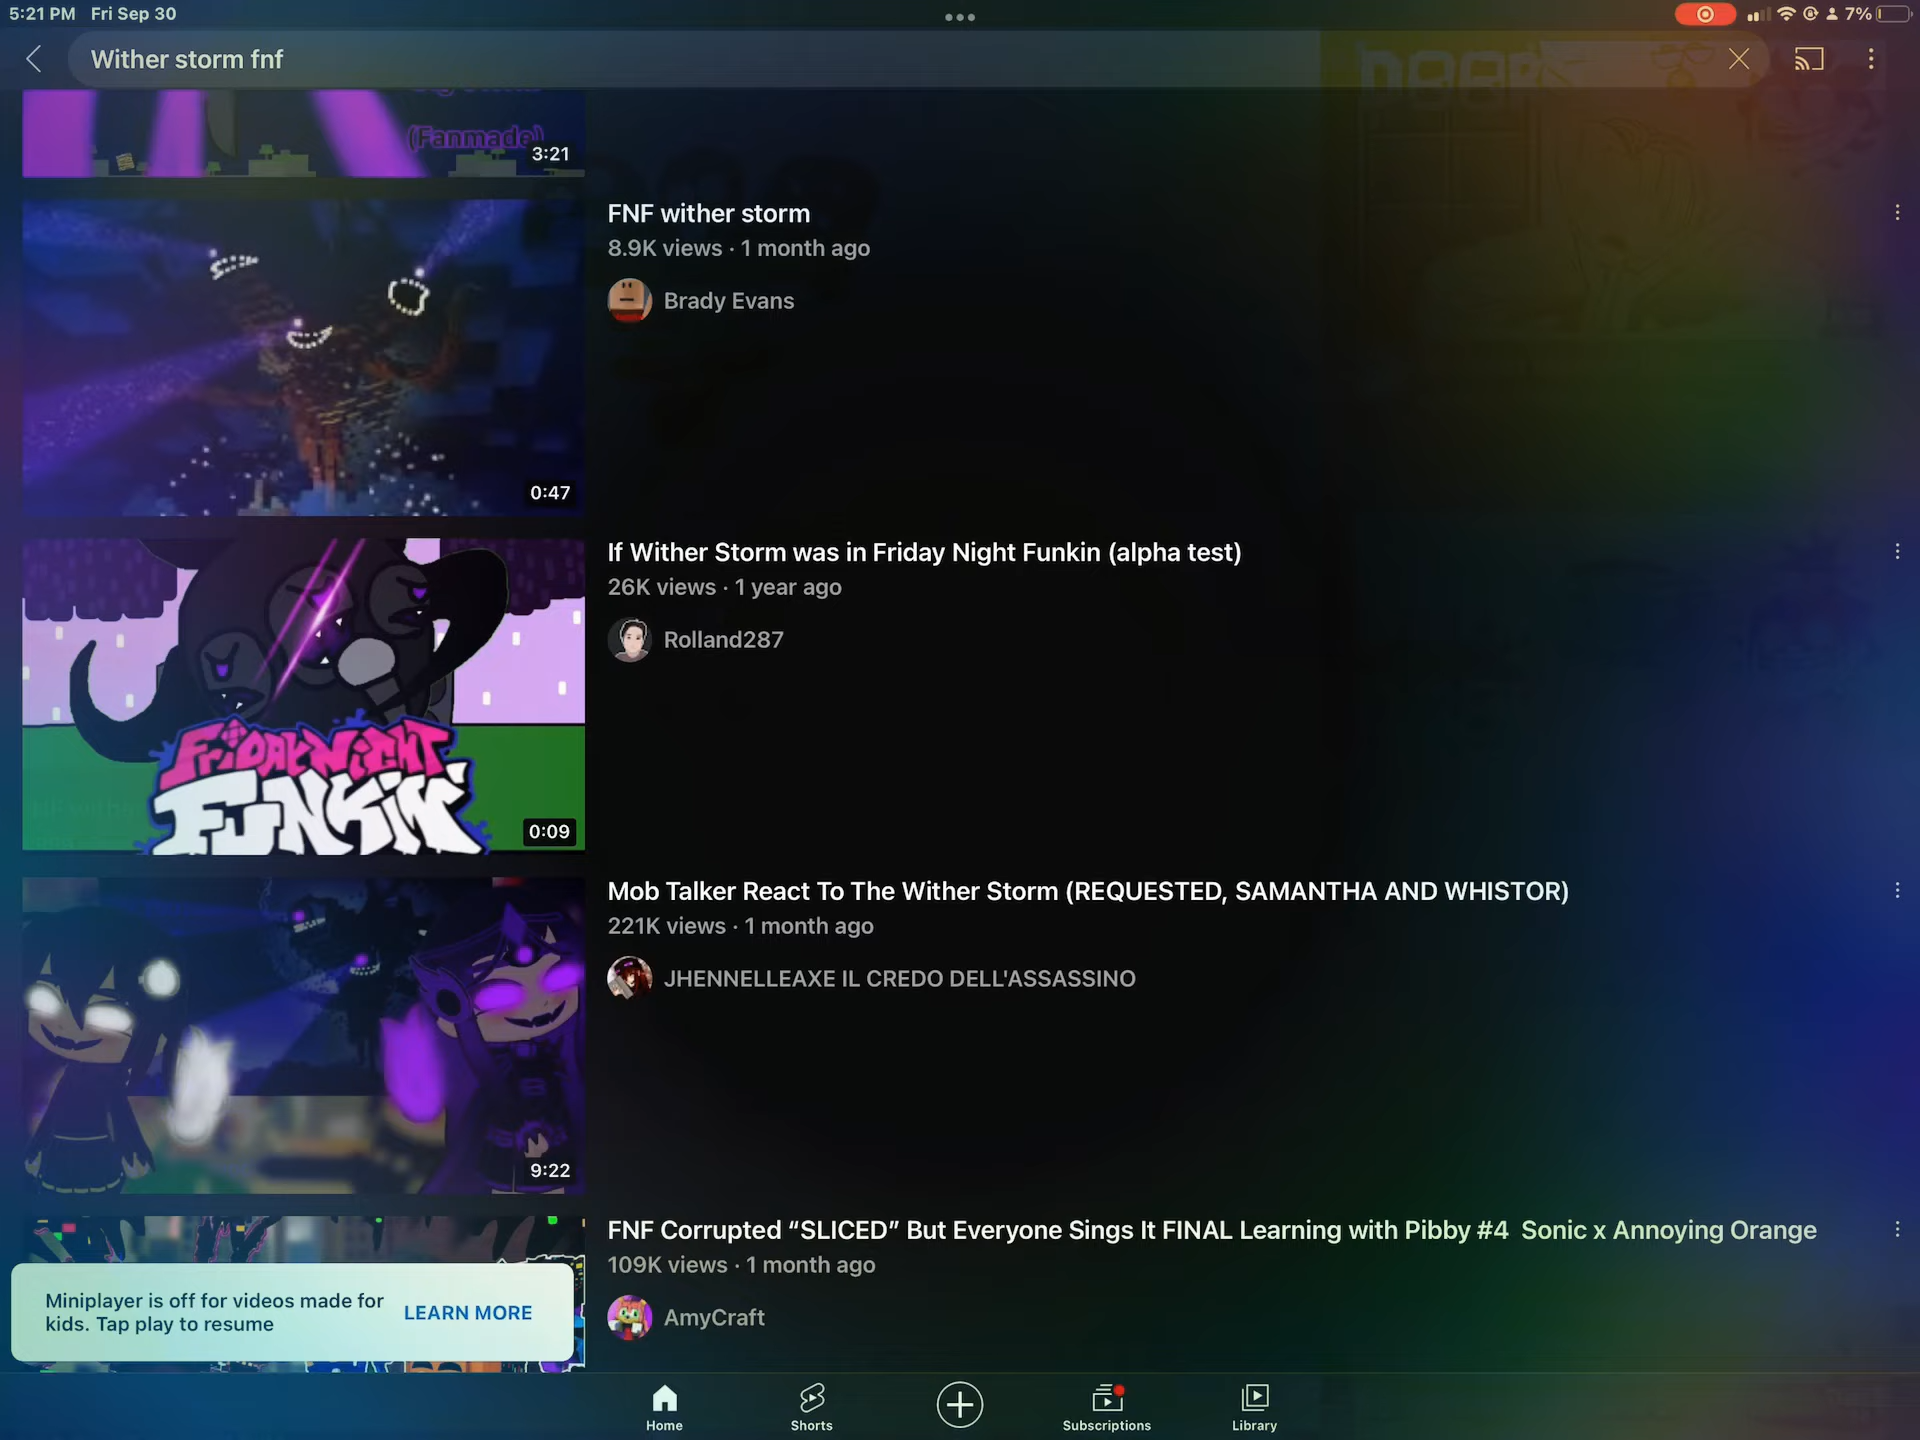 5:21 PM Fri Sep 30
7%
Wither storm fnf
(Fanmade)
3:21
FNF wither storm
8.9K views · 1 month ago
Brady Evans
0:47
If Wither Storm was in Friday Night Funkin (alpha test)
26K views · 1 year ago
Rolland287
FRIDAY NIGHT
FUNKIN
0:09
Mob Talker React To The Wither Storm (REQUESTED, SAMANTHA AND WHISTOR)
221K views · 1 month ago
JHENNELLEAXE IL CREDO DELL'ASSASSINO
9:22
FNF Corrupted “SLICED” But Everyone Sings It FINAL Learning with Pibby #4  Sonic x Annoying Orange
109K views · 1 month ago
AmyCraft
Miniplayer is off for videos made for
kids. Tap play to resume
LEARN MORE
Home
Shorts
Subscriptions
Library